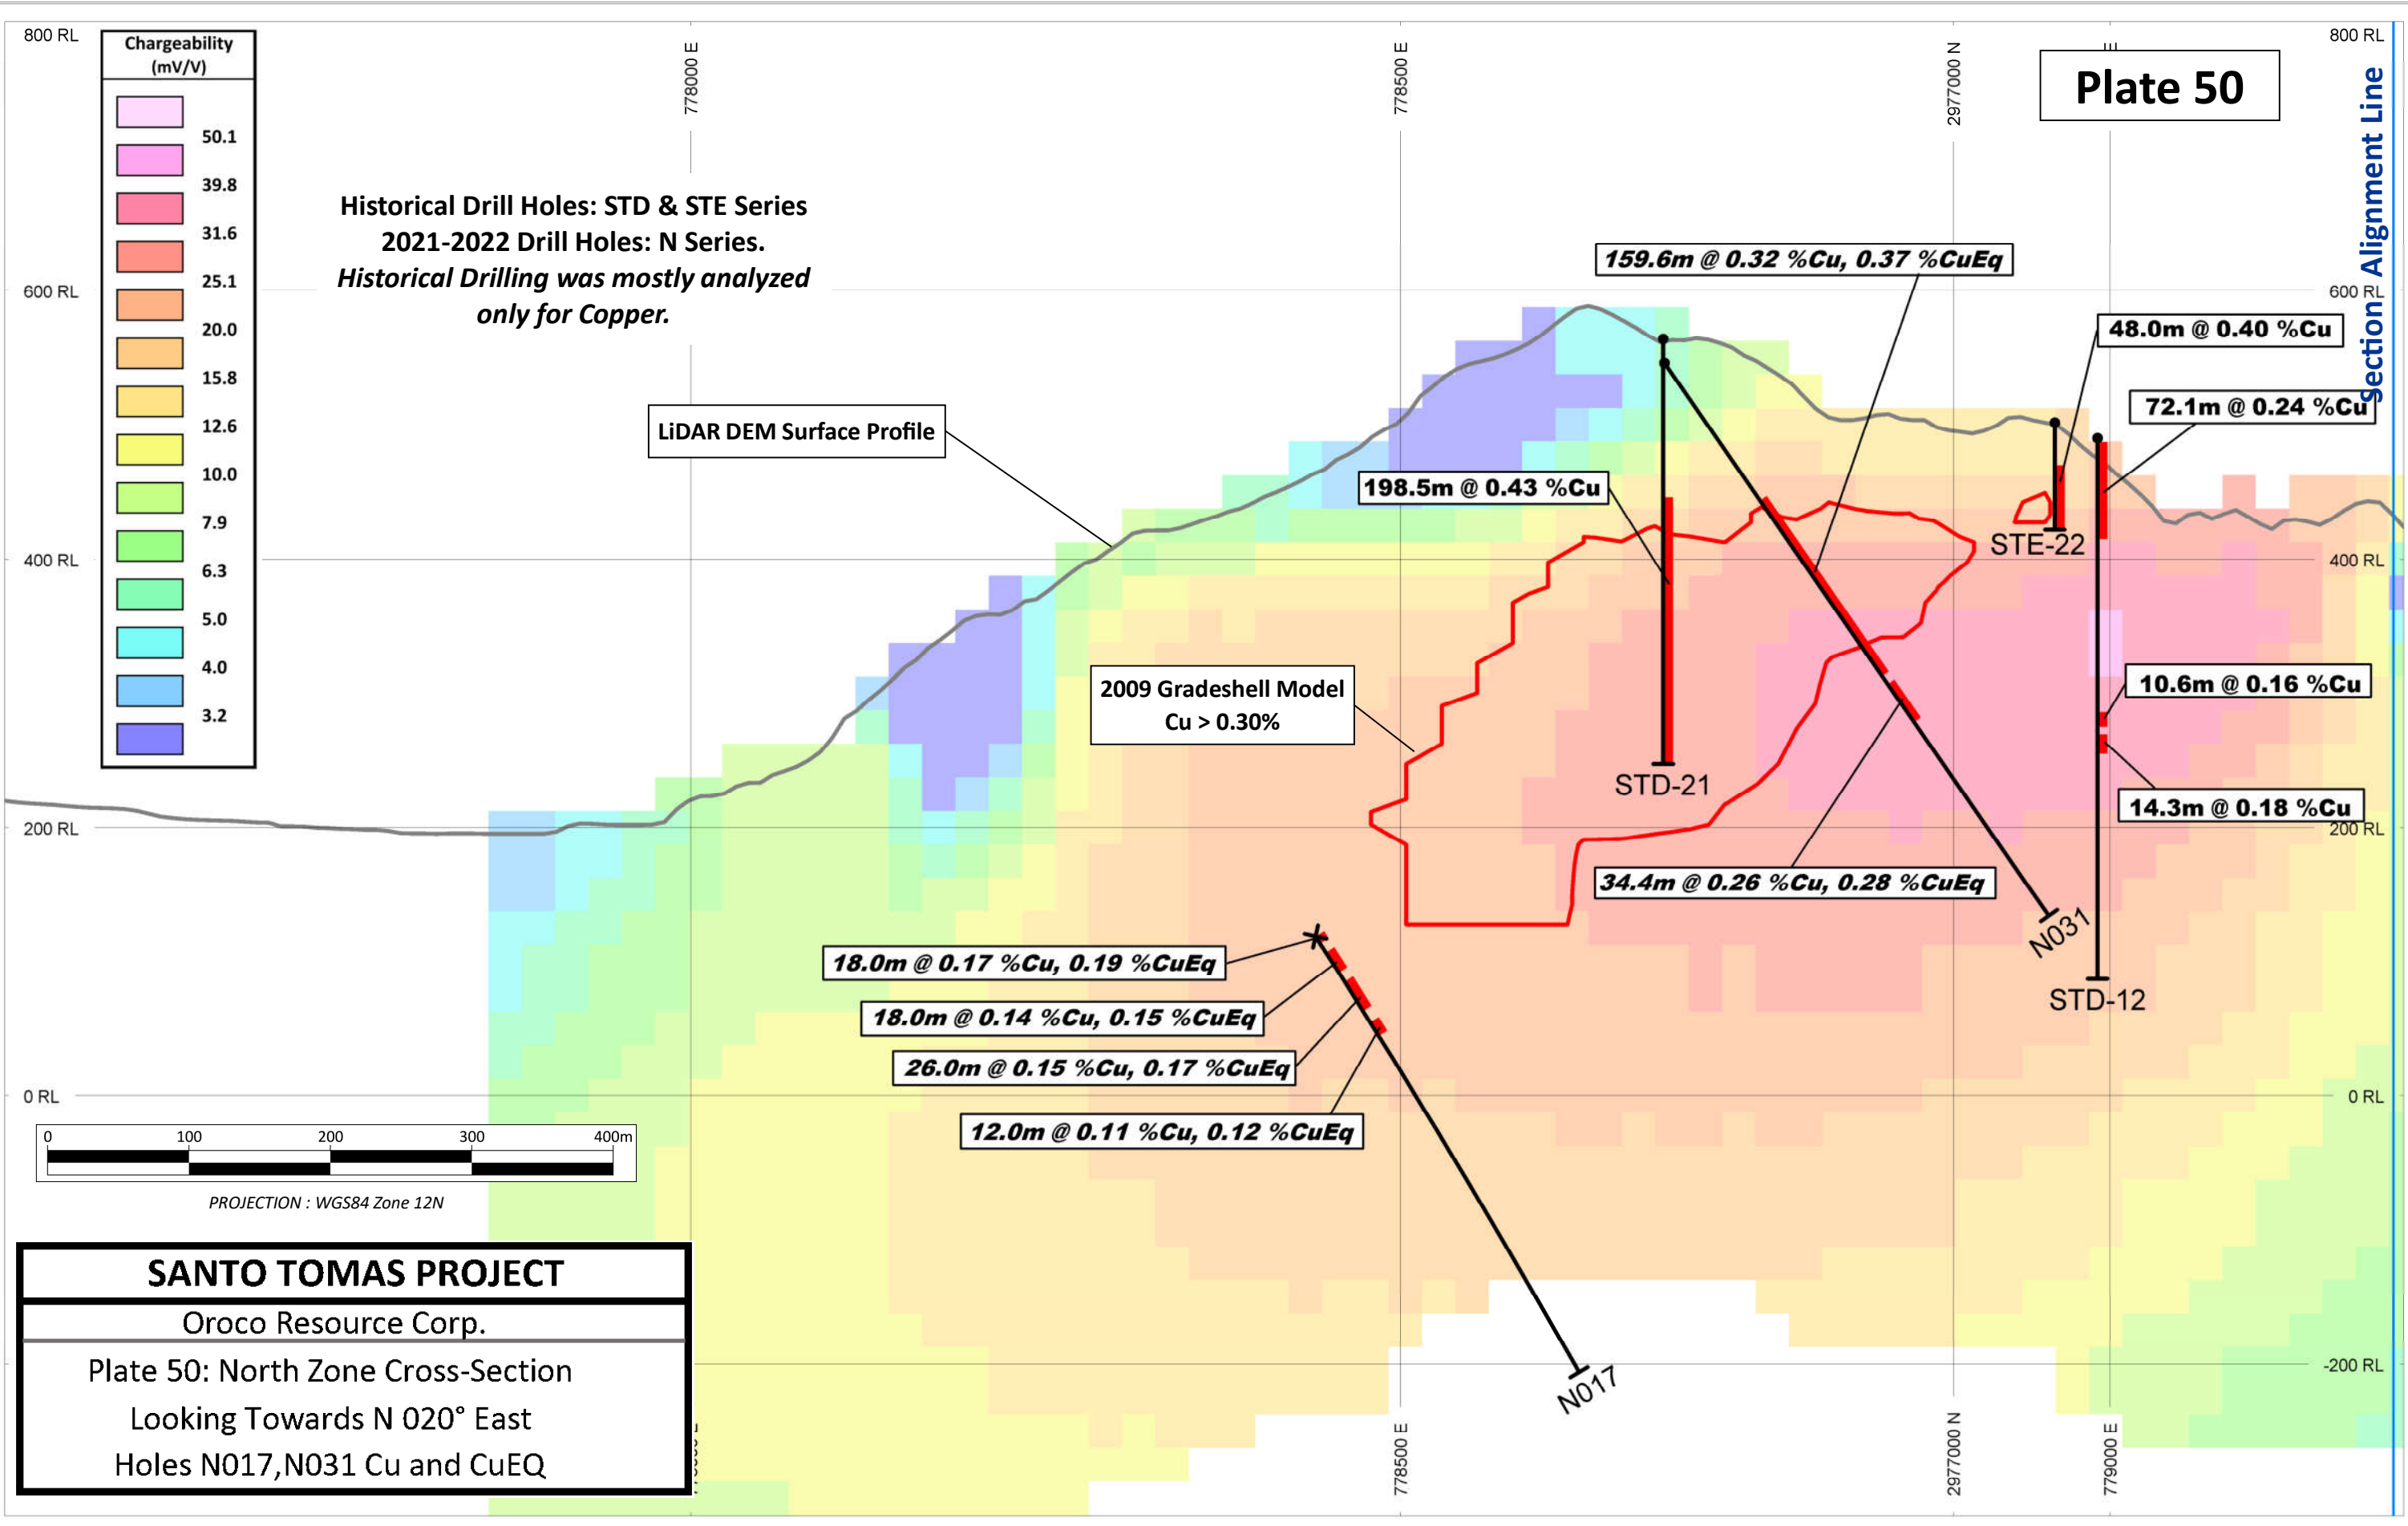 800 RL
Chargeability
(mV/V)
50.1
39.8
31.6
25.1
20.0
15.8
12.6
10.0
7.9
6.3
5.0
4.0
3.2
778000 E
778500 E
2977000 N
E
800 RL
Plate 50
Section Alignment Line
Historical Drill Holes: STD & STE Series
2021-2022 Drill Holes: N Series.
Historical Drilling was mostly analyzed
only for Copper.
159.6m @ 0.32 %Cu, 0.37 %CuEq
600 RL
600 RL
48.0m @ 0.40 %Cu
72.1m @ 0.24 %Cu
LiDAR DEM Surface Profile
198.5m @ 0.43 %Cu
STE-22
400 RL
400 RL
2009 Gradeshell Model
Cu > 0.30%
10.6m @ 0.16 %Cu
STD-21
14.3m @ 0.18 %Cu
200 RL
200 RL
34.4m @ 0.26 %Cu, 0.28 %CuEq
N031
18.0m @ 0.17 %Cu, 0.19 %CuEq
STD-12
18.0m @ 0.14 %Cu, 0.15 %CuEq
26.0m @ 0.15 %Cu, 0.17 %CuEq
0 RL
0 RL
12.0m @ 0.11 %Cu, 0.12 %CuEq
0 100 200 300 400m
PROJECTION : WGS84 Zone 12N
-200 RL
N017
SANTO TOMAS PROJECT
Oroco Resource Corp.
Plate 50: North Zone Cross-Section
Looking Towards N 020° East
Holes N017,N031 Cu and CuEQ
778500 E
2977000 N
779000 E